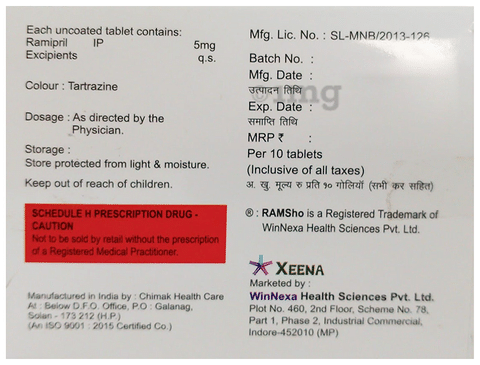 Each uncoated tablet contains:
Ramipril IP 5mg
Excipients q.s.
Colour : Tartrazine
Dosage : As directed by the
Physician.
Storage :
Store protected from light & moisture.
Keep out of reach of children.
SCHEDULE H PRESCRIPTION DRUG -
CAUTION
Not to be sold by retail without the prescription
of a Registered Medical Practitioner.
Manufactured in India by : Chimak Health Care
At : Below D.F.O. Office, P.O : Galanag,
Solan - 173 212 (H.P.)
(An ISO 9001 : 2015 Certified Co.)
Mfg. Lic. No. : SL-MNB/2013-126
Batch No. :
Mfg. Date :
उत्पादन तिथि
Exp. Date :
समाप्ति तिथि
MRP ₹ :
Per 10 tablets
(Inclusive of all taxes)
अ. खु. मूल्य रु प्रति १० गोलियाँ (सभी कर सहित)
® : RAMSho is a Registered Trademark of
WinNexa Health Sciences Pvt. Ltd.
XEENA
Marketed by :
WinNexa Health Sciences Pvt. Ltd.
Plot No. 460, 2nd Floor, Scheme No. 78,
Part 1, Phase 2, Industrial Commercial,
Indore-452010 (MP)